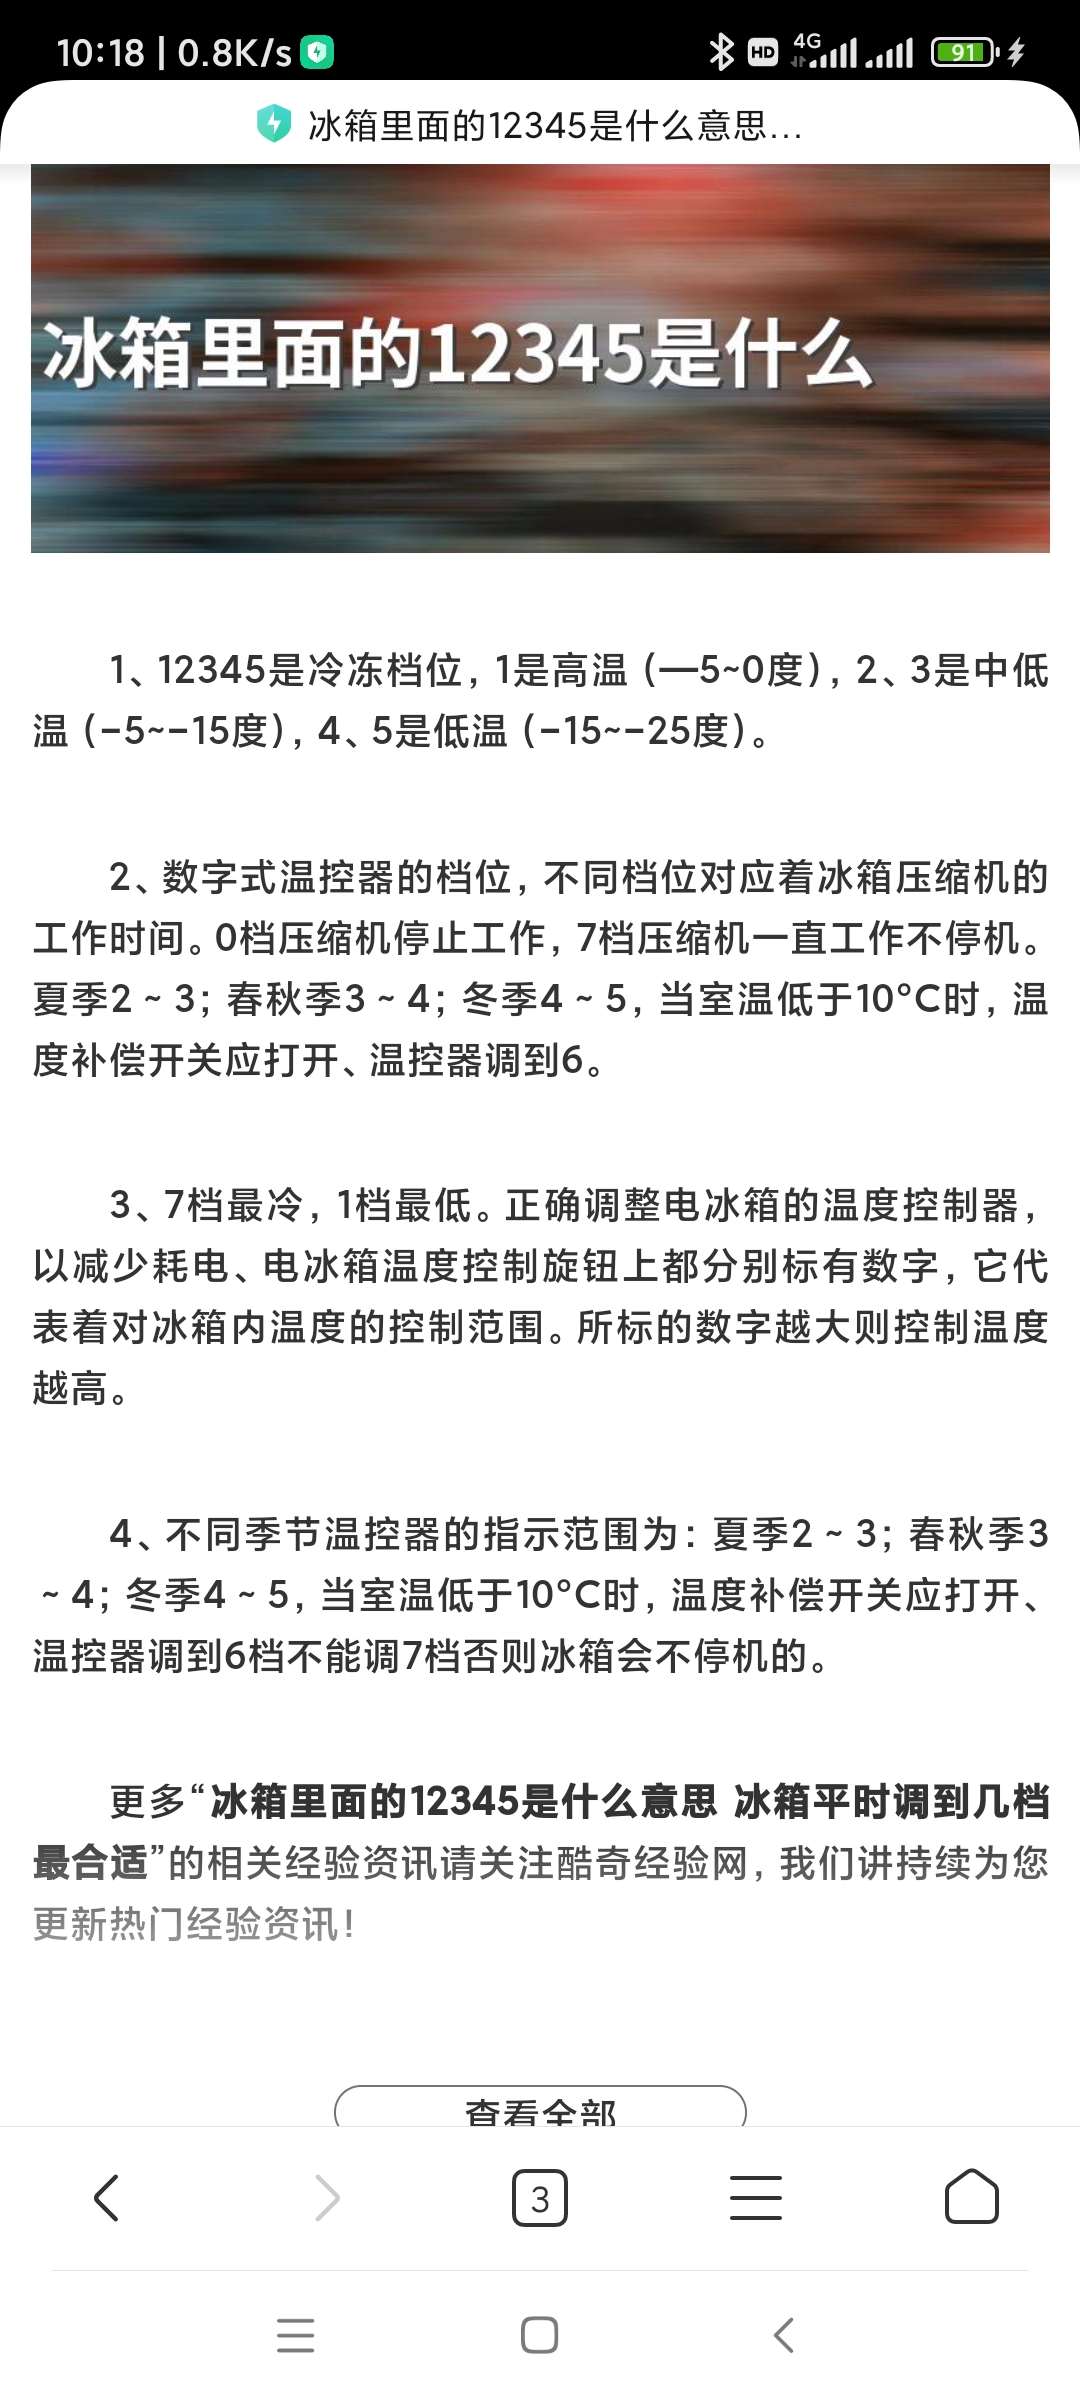 10:18 | 0.8K/s
HD 4G 91
冰箱里面的12345是什么意思...
冰箱里面的12345是什么
1、12345是冷冻档位，1是高温（—5~0度），2、3是中低
温（-5~-15度），4、5是低温（-15~-25度）。
2、数字式温控器的档位，不同档位对应着冰箱压缩机的
工作时间。0档压缩机停止工作，7档压缩机一直工作不停机。
夏季2 ~ 3；春秋季3 ~ 4；冬季4 ~ 5，当室温低于10°C时，温
度补偿开关应打开、温控器调到6。
3、7档最冷，1档最低。正确调整电冰箱的温度控制器，
以减少耗电、电冰箱温度控制旋钮上都分别标有数字，它代
表着对冰箱内温度的控制范围。所标的数字越大则控制温度
越高。
4、不同季节温控器的指示范围为：夏季2 ~ 3；春秋季3
~ 4；冬季4 ~ 5，当室温低于10°C时，温度补偿开关应打开、
温控器调到6档不能调7档否则冰箱会不停机的。
更多“冰箱里面的12345是什么意思 冰箱平时调到几档
最合适”的相关经验资讯请关注酷奇经验网，我们讲持续为您
更新热门经验资讯！
查看全部
3